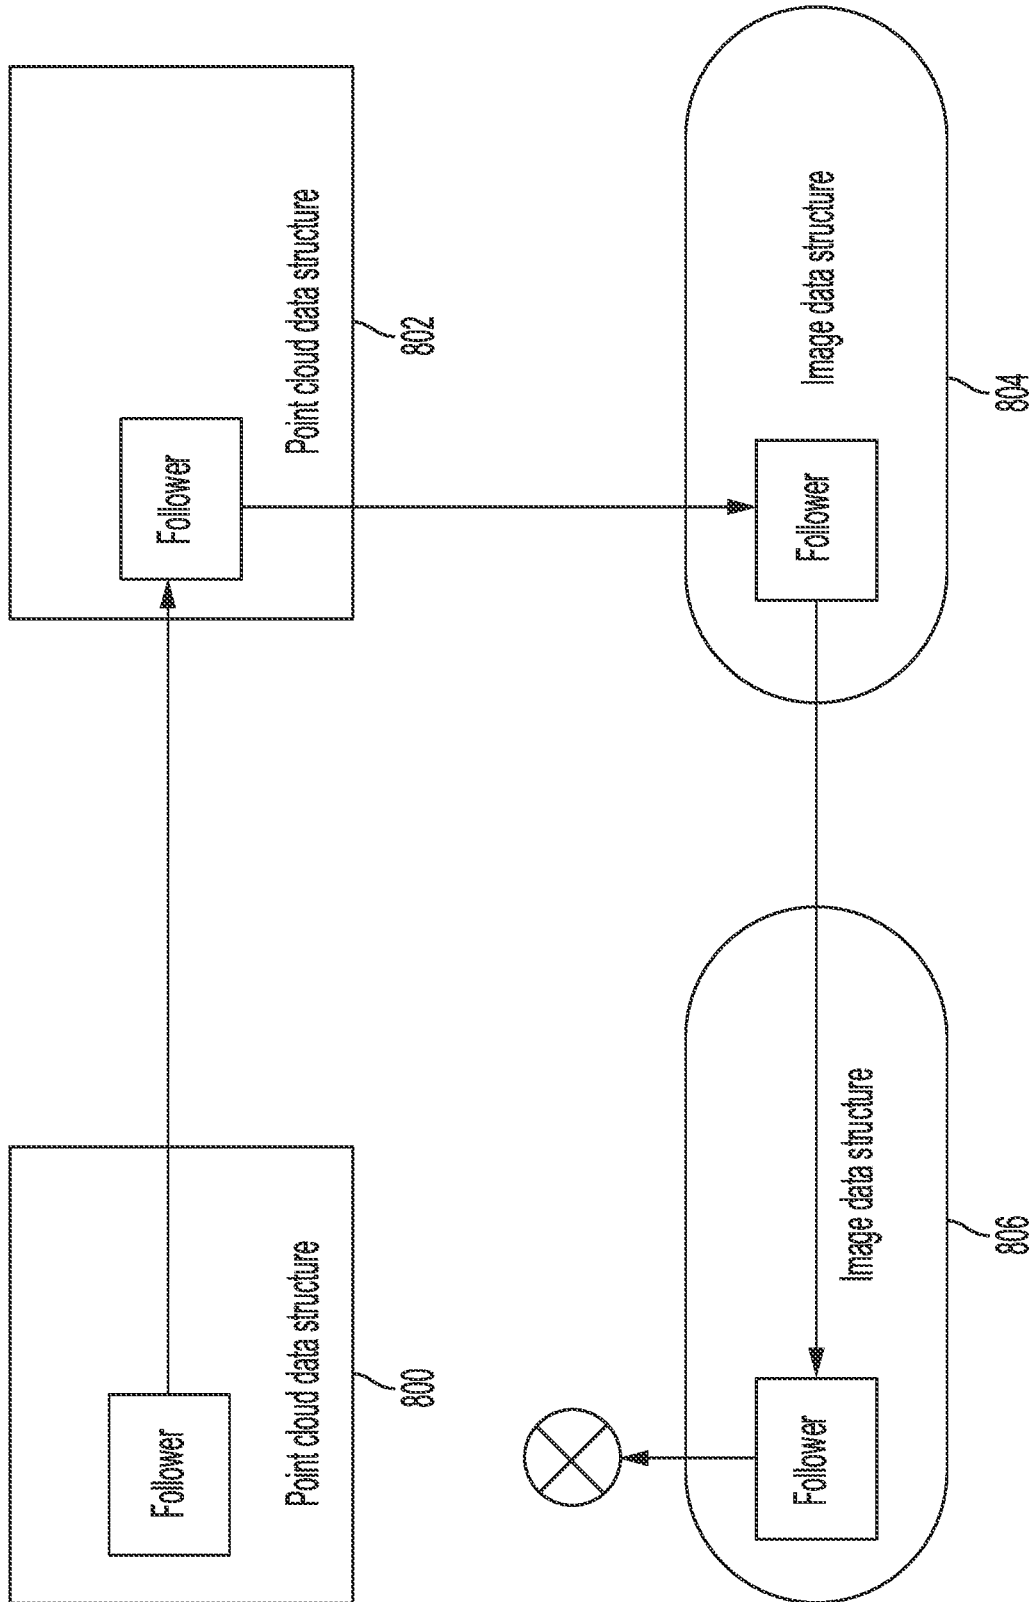 Follower
Point cloud data structure
800
Follower
Point cloud data structure
802
Follower
Image data structure
806
Follower
Image data structure
804